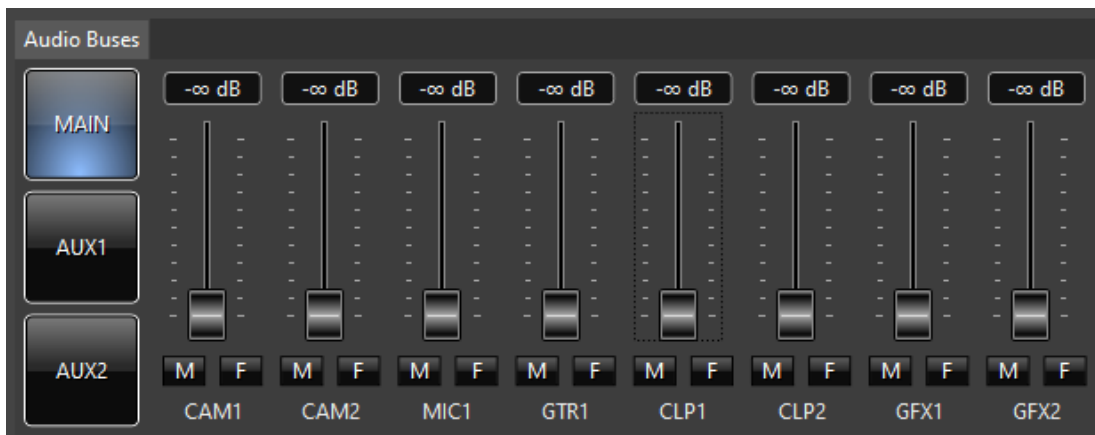 Audio Buses
MAIN
AUX1
AUX2
-∞ dB -∞ dB -∞ dB -∞ dB -∞ dB -∞ dB -∞ dB -∞ dB
M F M F M F M F M F M F M F M F
CAM1 CAM2 MIC1 GTR1 CLP1 CLP2 GFX1 GFX2